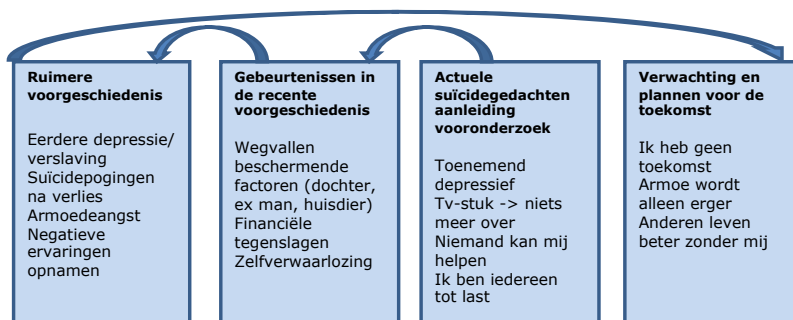 Ruimere
voorgeschiedenis
Eerdere depressie/
verslaving
Suïcidepogingen
na verlies
Armoedeangst
Negatieve
ervaringen
opnamen
Gebeurtenissen in
de recente
voorgeschiedenis
Wegvallen
beschermende
factoren (dochter,
ex man, huisdier)
Financiële
tegenslagen
Zelfverwaarlozing
Actuele
suïcidegedachten
aanleiding
vooronderzoek
Toenemend
depressief
Tv-stuk -> niets
meer over
Niemand kan mij
helpen
Ik ben iedereen
tot last
Verwachting en
plannen voor de
toekomst
Ik heb geen
toekomst
Armoe wordt
alleen erger
Anderen leven
beter zonder mij